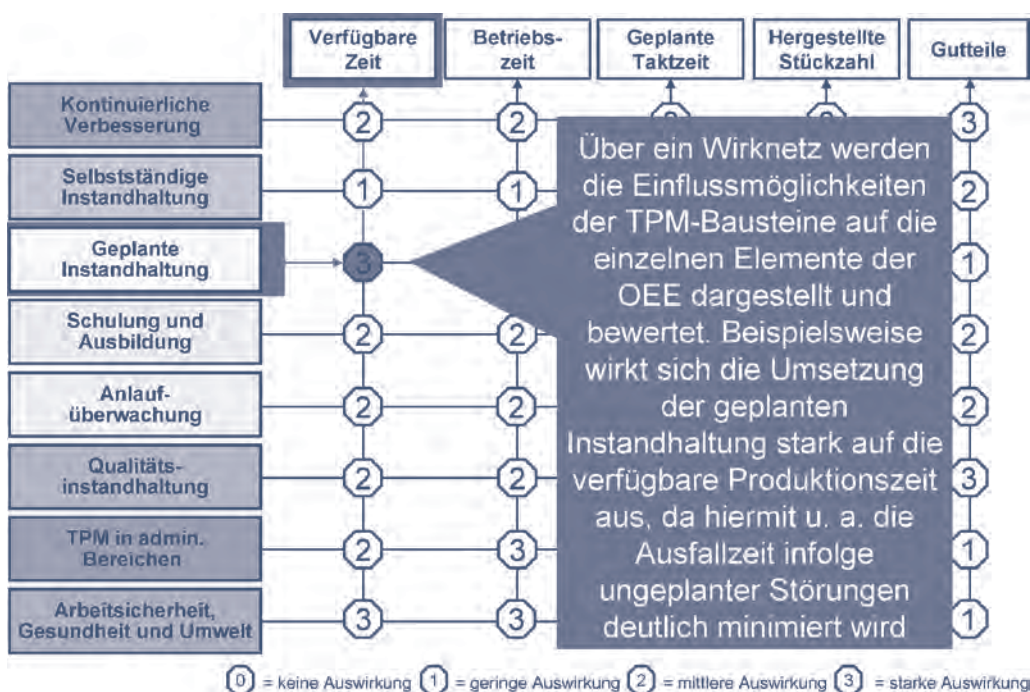 Verfügbare
Zeit
Betriebs-
zeit
Geplante
Taktzeit
Hergestellte
Stückzahl
Gutteile
Kontinuierliche
Verbesserung
2
2
3
Selbstständige
Instandhaltung
1
1
2
Geplante
Instandhaltung
3
1
Schulung und
Ausbildung
2
2
2
Anlauf-
überwachung
2
2
2
Qualitäts-
instandhaltung
2
2
3
TPM in admin.
Bereichen
2
3
1
Arbeitsicherheit,
Gesundheit und Umwelt
3
3
1
Über ein Wirknetz werden
die Einflussmöglichkeiten
der TPM-Bausteine auf die
einzelnen Elemente der
OEE dargestellt und
bewertet. Beispielsweise
wirkt sich die Umsetzung
der geplanten
Instandhaltung stark auf die
verfügbare Produktionszeit
aus, da hiermit u. a. die
Ausfallzeit infolge
ungeplanter Störungen
deutlich minimiert wird
0 = keine Auswirkung 1 = geringe Auswirkung 2 = mittlere Auswirkung 3 = starke Auswirkung